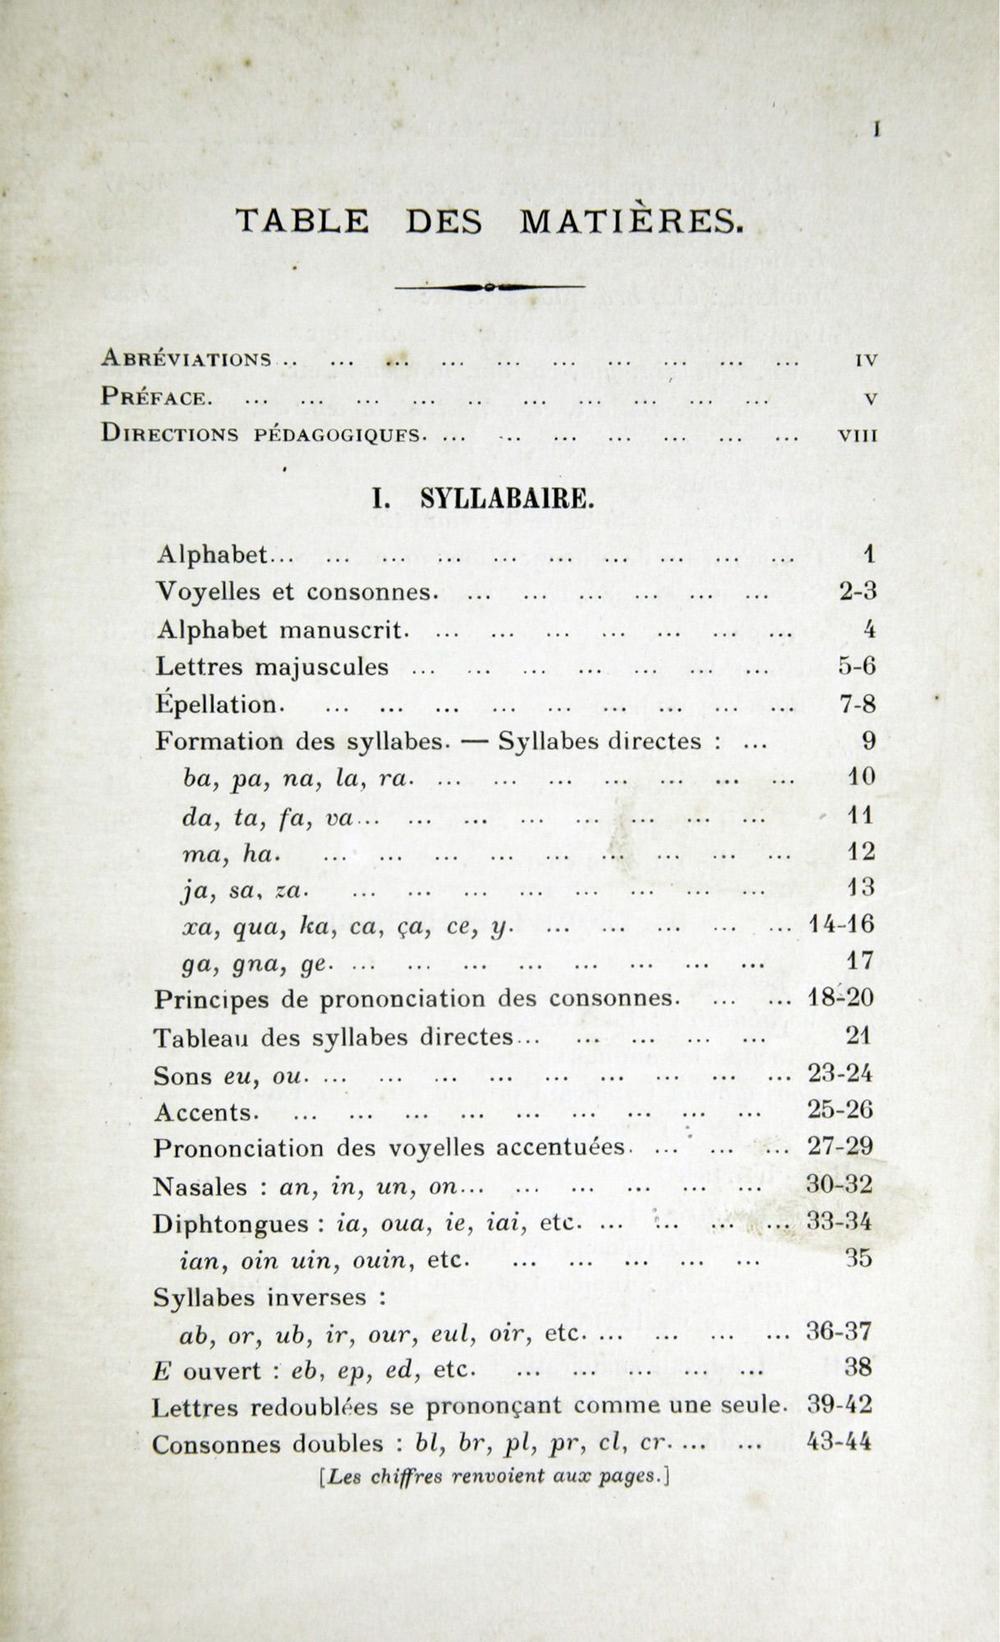 I
TABLE DES MATIÈRES.
ABRÉVIATIONS .. ... ... ... ... ... ... ... ... ... IV
PRÉFACE. ... ... ... ... .. ... ... ... ... ... V
DIRECTIONS PÉDAGOGIQUES. ... ... ... ... ... ... ... VIII
I. SYLLABAIRE.
Alphabet... ... ... ... ... ... ... ... ... ... 1
Voyelles et consonnes. ... ... ... ... ... ... 2-3
Alphabet manuscrit. ... ... ... ... ... ... ... 4
Lettres majuscules ... ... ... ... ... ... ... 5-6
Épellation. ... ... ... ... ... ... ... ... ... 7-8
Formation des syllabes. — Syllabes directes : ... 9
ba, pa, na, la, ra. ... ... ... ... ... ... ... 10
da, ta, fa, va... ... ... ... ... ... ... ... 11
ma, ha. ... ... ... ... ... ... ... ... ... 12
ja, sa, za. ... ... ... ... ... ... ... ... 13
xa, qua, ka, ca, ça, ce, y. ... ... ... ... ... 14-16
ga, gna, ge. ... ... ... ... ... ... ... ... 17
Principes de prononciation des consonnes. ... ... 18-20
Tableau des syllabes directes... ... ... ... ... 21
Sons eu, ou. ... ... ... ... ... ... ... ... ... 23-24
Accents. ... ... ... ... ... ... ... ... ... 25-26
Prononciation des voyelles accentuées. ... ... ... 27-29
Nasales : an, in, un, on... ... ... ... ... ... 30-32
Diphtongues : ia, oua, ie, iai, etc. ... ... ... ... 33-34
ian, oin uin, ouin, etc. ... ... ... ... ... 35
Syllabes inverses :
ab, or, ub, ir, our, eul, oir, etc. ... ... ... ... 36-37
E ouvert : eb, ep, ed, etc. ... ... ... ... ... 38
Lettres redoublées se prononçant comme une seule. 39-42
Consonnes doubles : bl, br, pl, pr, cl, cr. ... ... 43-44
[Les chiffres renvoient aux pages.]